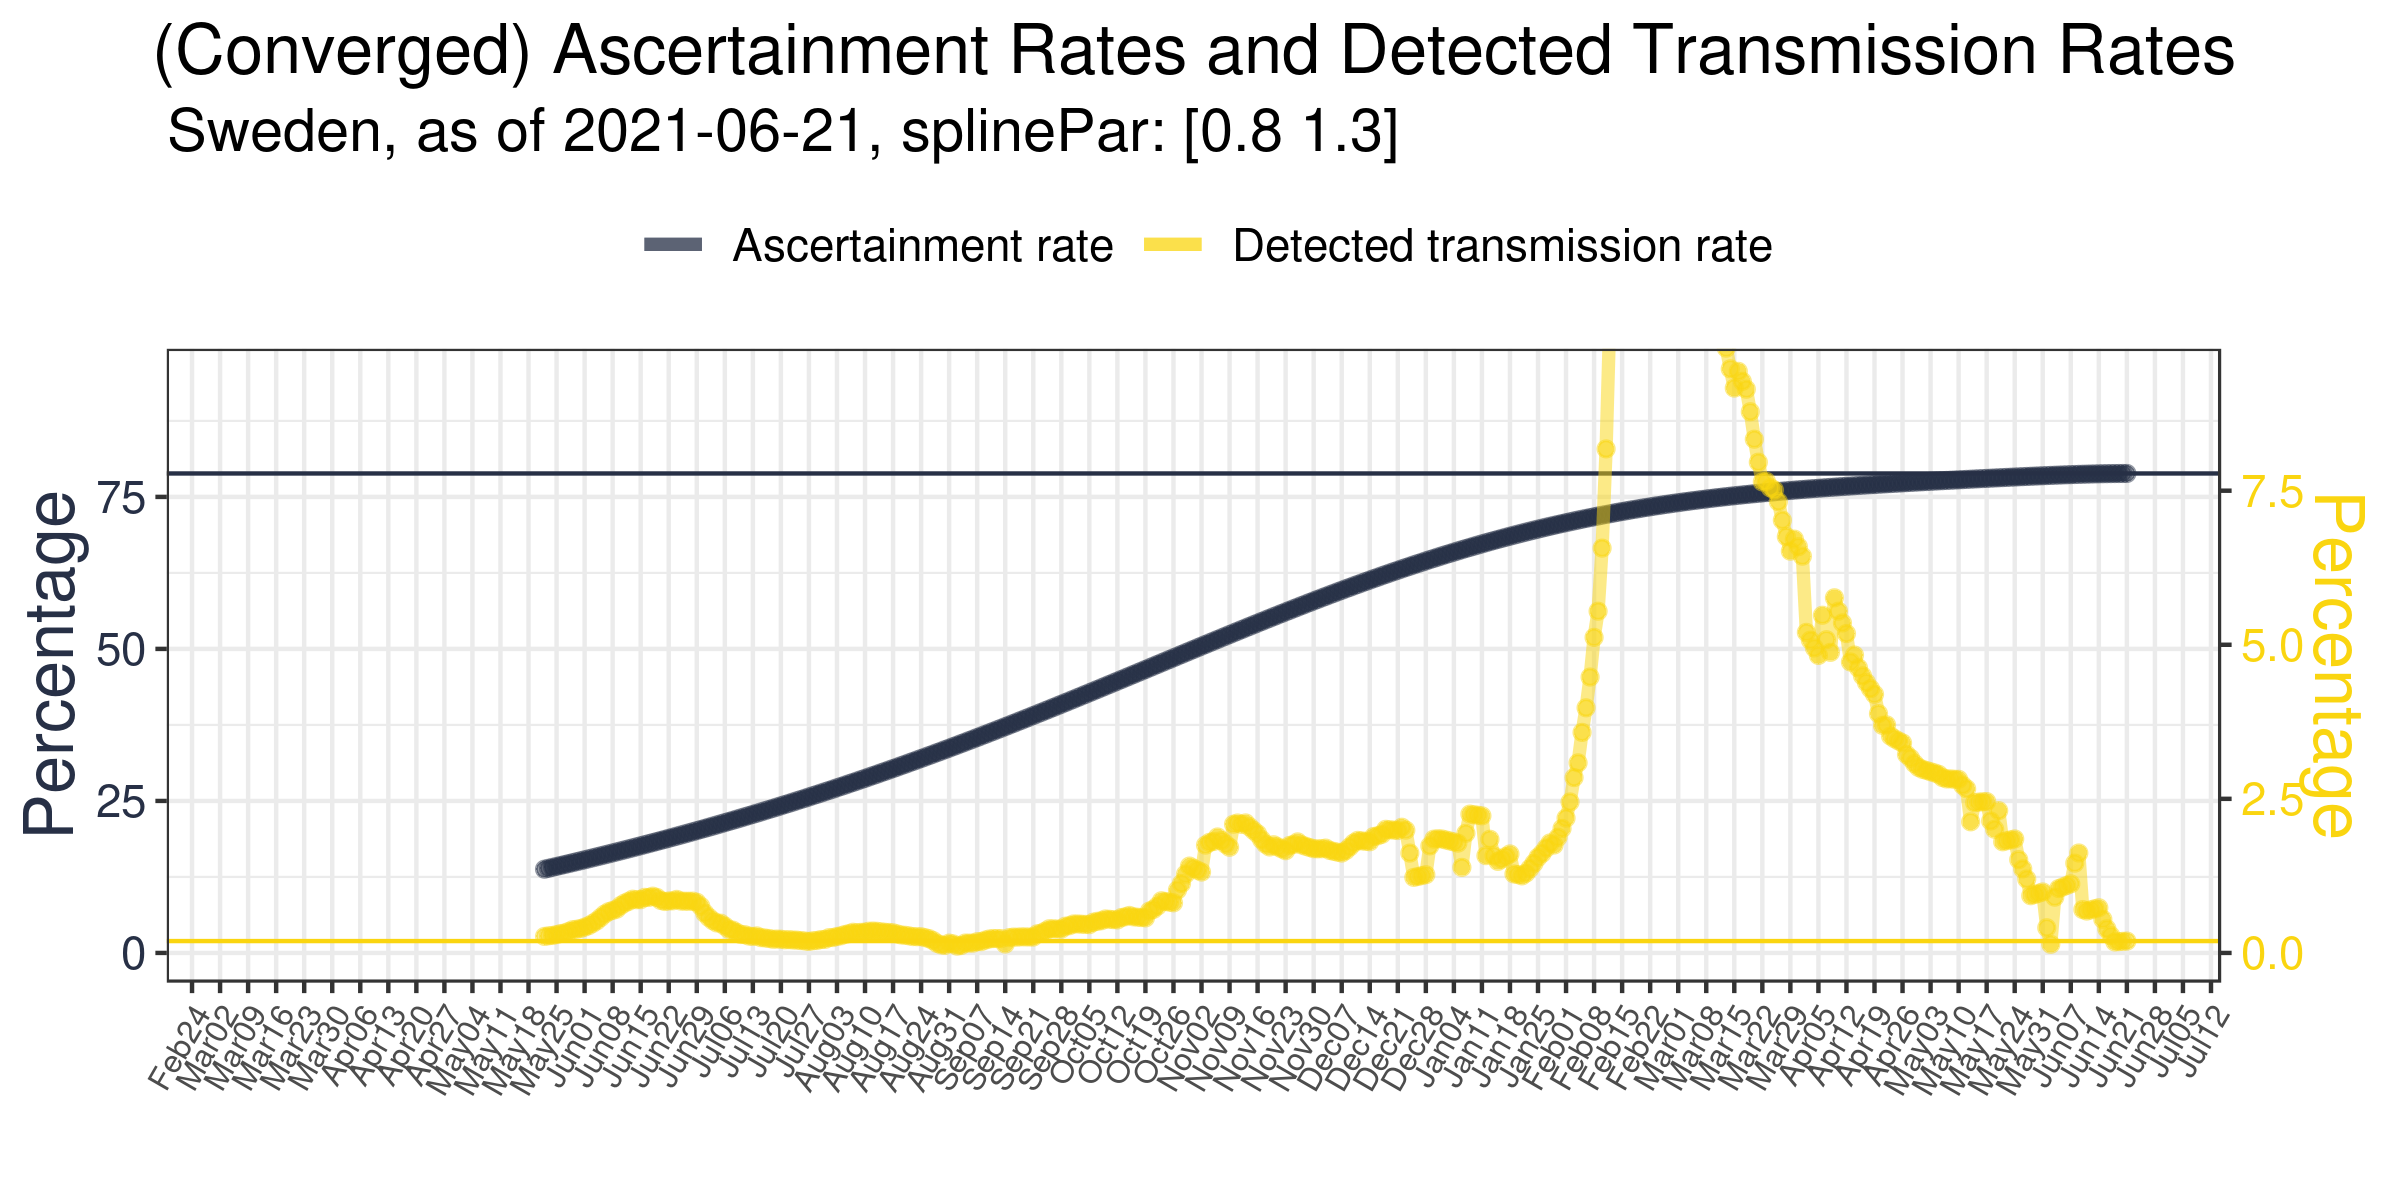 (Converged) Ascertainment Rates and Detected Transmission Rates
Sweden, as of 2021-06-21, splinePar: [0.8 1.3]
Ascertainment rate
Detected transmission rate
Percentage
75
50
25
0
7.5
5.0
2.5
0.0
Percentage
Feb24
Mar02
Mar09
Mar16
Mar23
Mar30
Apr06
Apr13
Apr20
Apr27
May04
May11
May18
May25
Jun01
Jun08
Jun15
Jun22
Jun29
Jul06
Jul13
Jul20
Jul27
Aug03
Aug10
Aug17
Aug24
Aug31
Sep07
Sep14
Sep21
Sep28
Oct05
Oct12
Oct19
Oct26
Nov02
Nov09
Nov16
Nov23
Nov30
Dec07
Dec14
Dec21
Dec28
Jan04
Jan11
Jan18
Jan25
Feb01
Feb08
Feb15
Feb22
Mar01
Mar08
Mar15
Mar22
Mar29
Apr05
Apr12
Apr19
Apr26
May03
May10
May17
May24
May31
Jun07
Jun14
Jun21
Jun28
Jul05
Jul12